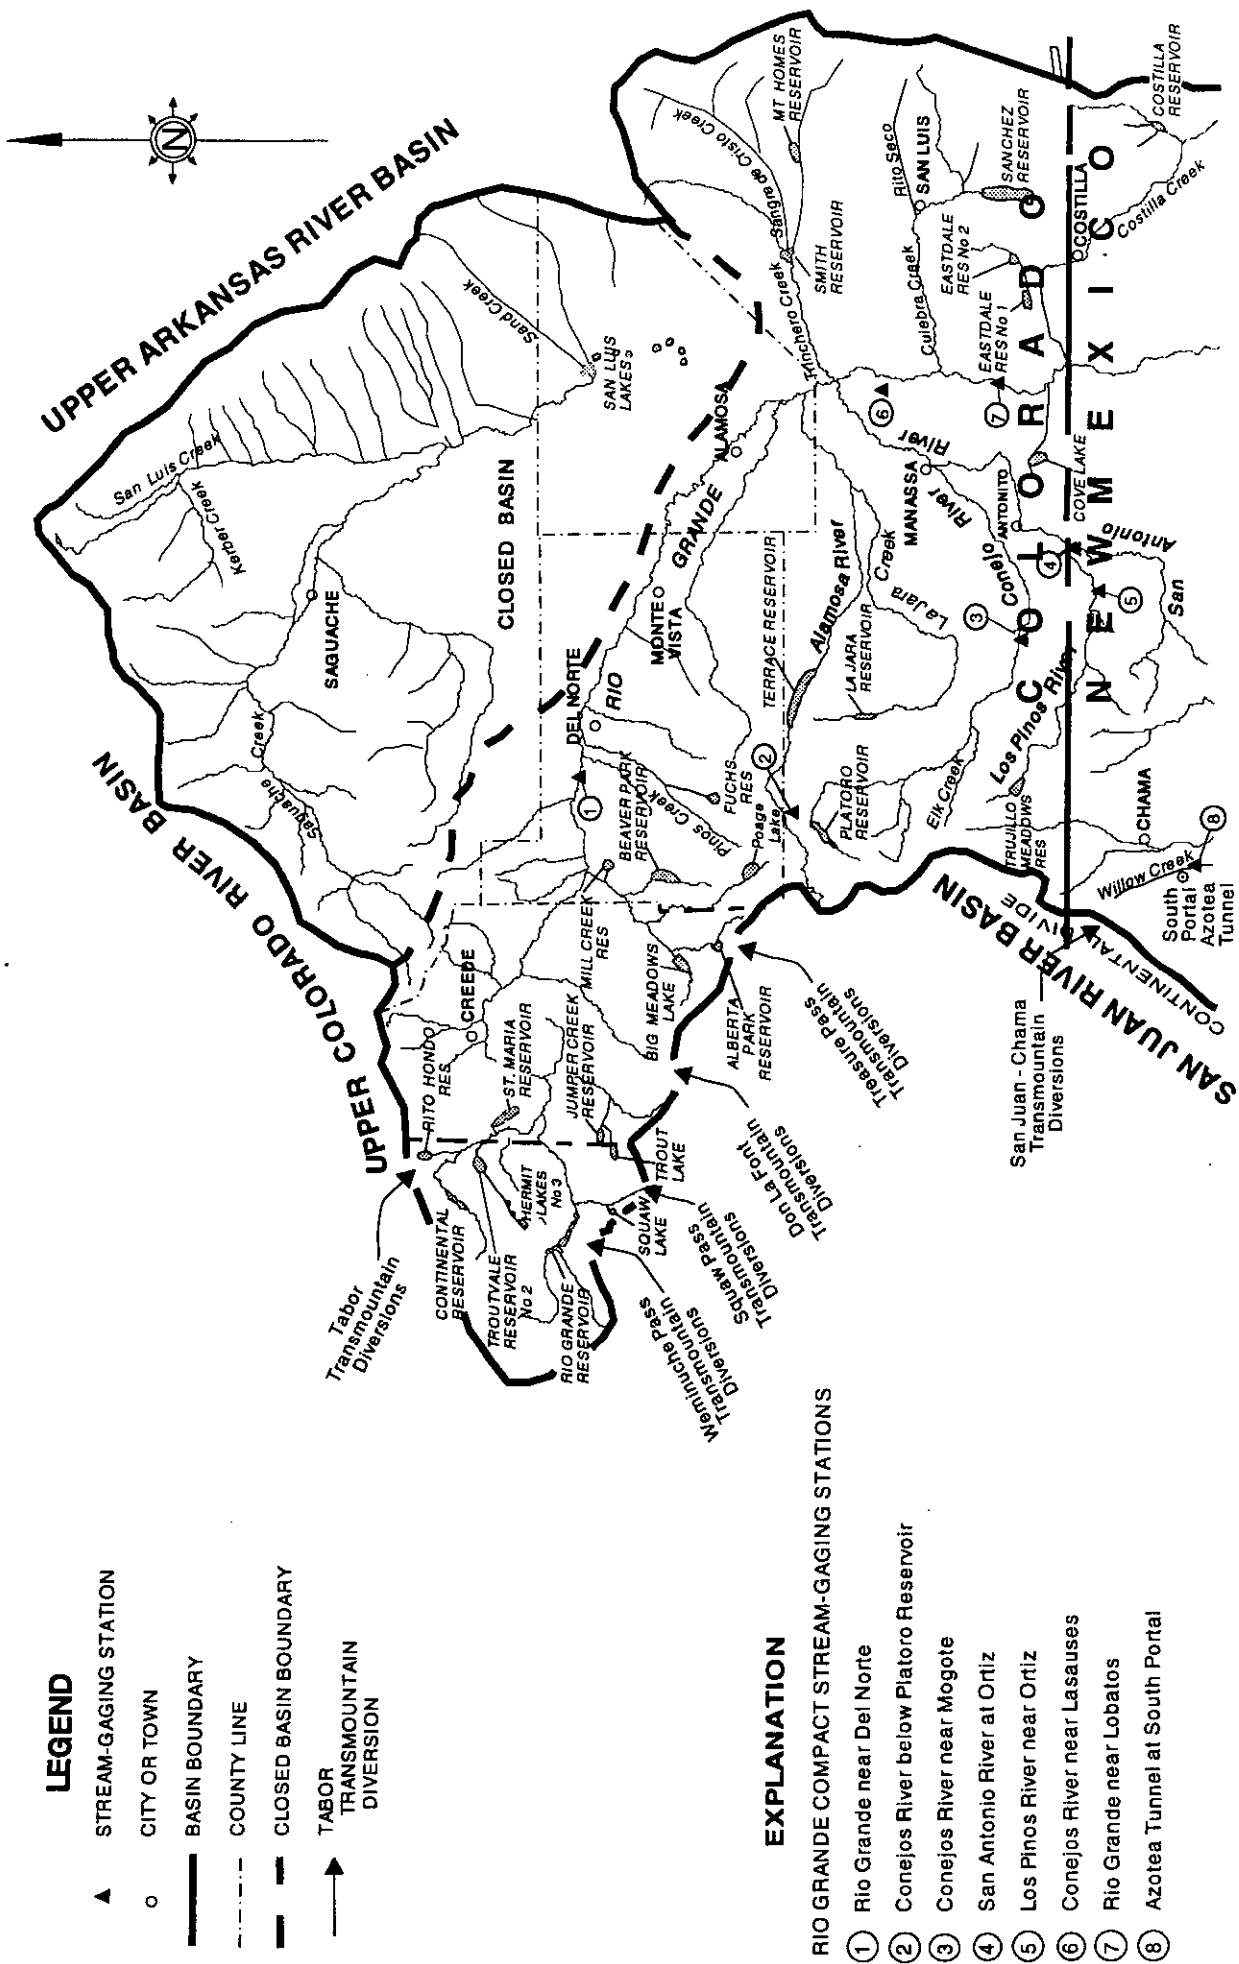 LEGEND
STREAM-GAGING STATION
CITY OR TOWN
BASIN BOUNDARY
COUNTY LINE
CLOSED BASIN BOUNDARY
TABOR
TRANSMOUNTAIN
DIVERSION
EXPLANATION
RIO GRANDE COMPACT STREAM-GAGING STATIONS
1 Rio Grande near Del Norte
2 Conejos River below Platoro Reservoir
3 Conejos River near Mogote
4 San Antonio River at Ortiz
5 Los Pinos River near Ortiz
6 Conejos River near Lasauses
7 Rio Grande near Lobatos
8 Azotea Tunnel at South Portal
N
UPPER ARKANSAS RIVER BASIN
UPPER COLORADO RIVER BASIN
SAN JUAN RIVER BASIN
CONTINENTAL DIVIDE
CLOSED BASIN
COLORADO
NEW MEXICO
Tabor
Transmountain
Diversions
Weminuche Pass
Transmountain
Diversions
Squaw Pass
Transmountain
Diversions
Don La Font
Transmountain
Diversions
Treasure Pass
Transmountain
Diversions
San Juan - Chama
Transmountain
Diversions
CONTINENTAL
RESERVOIR
TROUTVALE
RESERVOIR
No 2
RIO GRANDE
RESERVOIR
HERMIT
LAKES
No 3
SQUAW
LAKE
TROUT
LAKE
RITO HONDO
RES.
ST. MARIA
RESERVOIR
JUMPER CREEK
RESERVOIR
CREEDE
MILL CREEK
RES
BIG MEADOWS
LAKE
ALBERTA
PARK
RESERVOIR
BEAVER PARK
RESERVOIR
Pinos Creek
FUCHS
RES
Poage
Lake
DEL NORTE
RIO
GRANDE
MONTE
VISTA
ALAMOSA
1
2
3
4
5
6
7
8
Saguache
Creek
SAGUACHE
Kerber Creek
San Luis Creek
Sand Creek
SAN LUIS
LAKES
TERRACE RESERVOIR
Alamosa River
LA JARA
RESERVOIR
La Jara
Creek
PLATORO
RESERVOIR
Elk Creek
Conejo
River
River
MANASSA
ANTONITO
COVE LAKE
Los Pinos River
TRUJILLO
MEADOWS
RES
San
Antonio
CHAMA
Willow Creek
South
Portal
Azotea
Tunnel
Trinchero Creek
Sangre de Cristo Creek
MT HOMES
RESERVOIR
SMITH
RESERVOIR
Culebra Creek
Rito Seco
SAN LUIS
SANCHEZ
RESERVOIR
EASTDALE
RES No 2
EASTDALE
RES No 1
COSTILLA
Costilla Creek
COSTILLA
RESERVOIR